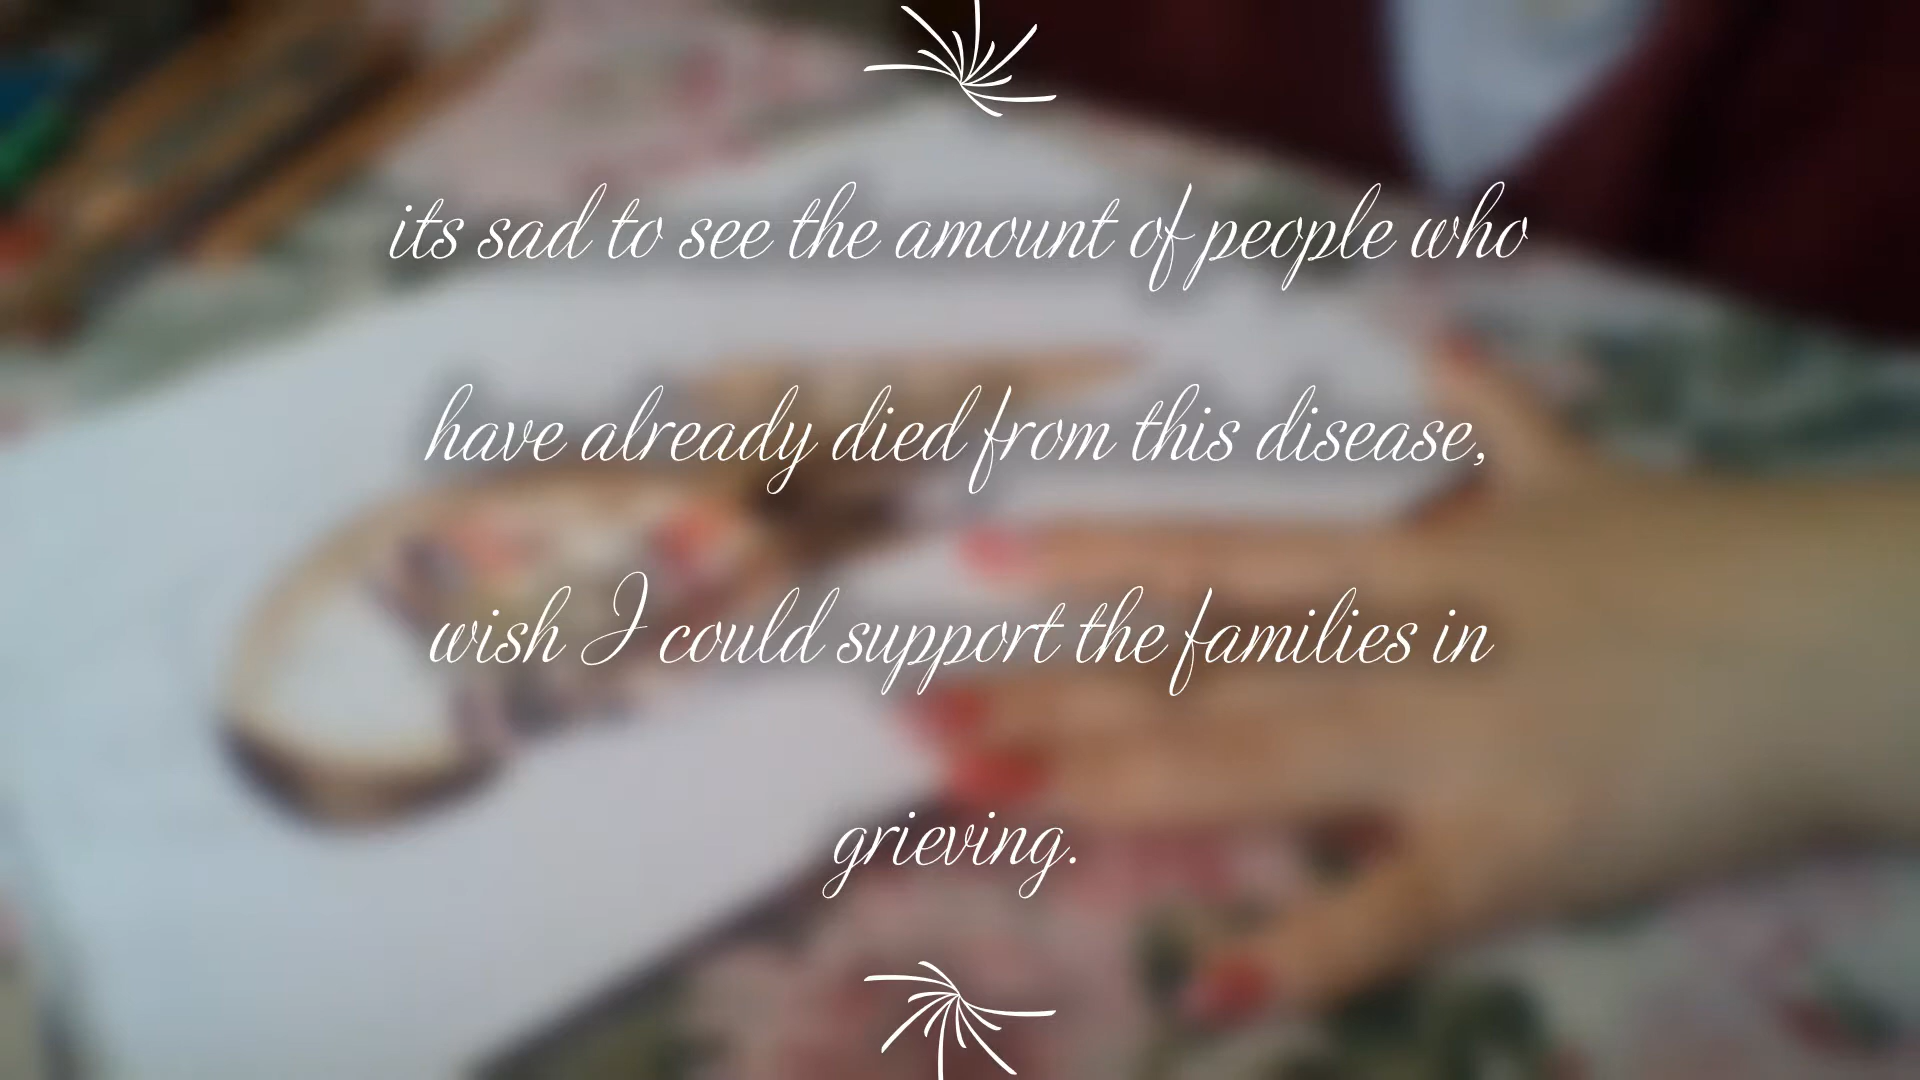 its sad to see the amount of people who
have already died from this disease,
wish I could support the families in
grieving.